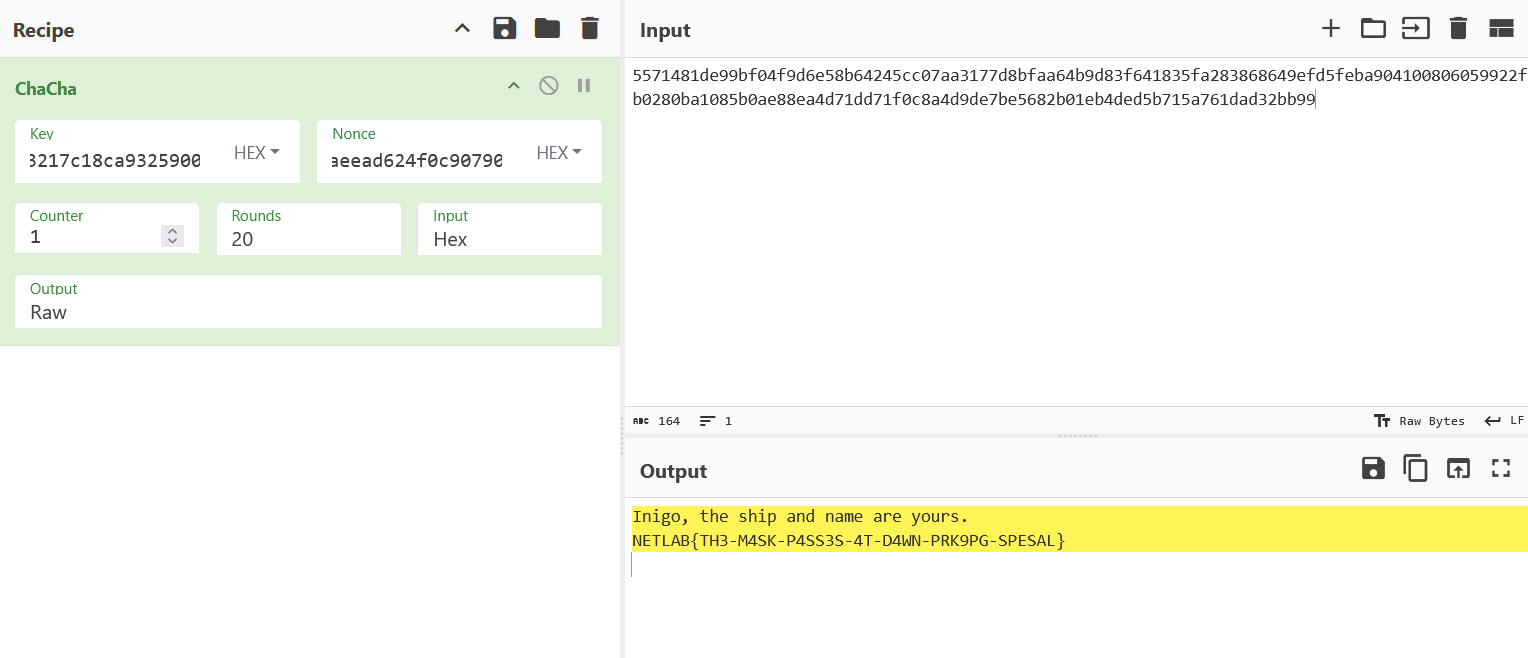 Recipe
ChaCha
Key
3217c18ca9325900
HEX
Nonce
aeead624f0c90790
HEX
Counter
1
Rounds
20
Input
Hex
Output
Raw
Input
5571481de99bf04f9d6e58b64245cc07aa3177d8bfaa64b9d83f641835fa283868649efd5feba904100806059922f
b0280ba1085b0ae88ea4d71dd71f0c8a4d9de7be5682b01eb4ded5b715a761dad32bb99
ABC 164 1
Raw Bytes LF
Output
Inigo, the ship and name are yours.
NETLAB{TH3-M4SK-P4SS3S-4T-D4WN-PRK9PG-SPESAL}